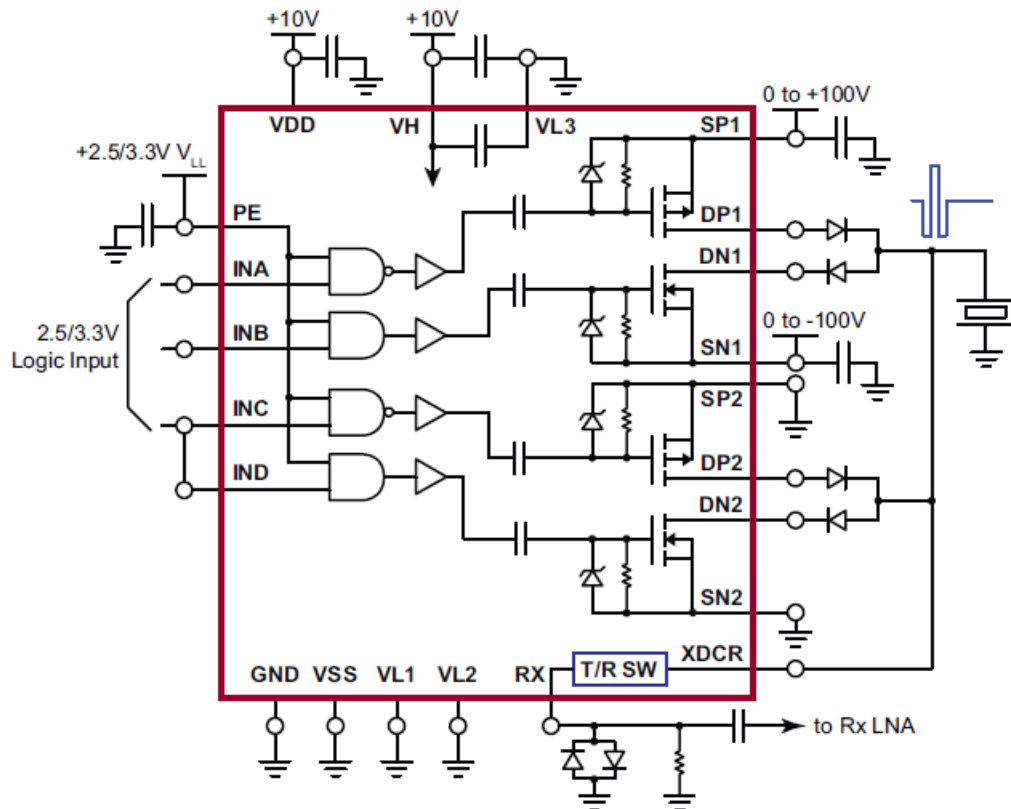 +10V
+10V
0 to +100V
VDD
VH
VL3
SP1
+2.5/3.3V V_LL
PE
DP1
INA
DN1
2.5/3.3V
Logic Input
INB
0 to -100V
SN1
SP2
INC
IND
DP2
DN2
SN2
XDCR
T/R SW
GND
VSS
VL1
VL2
RX
to Rx LNA